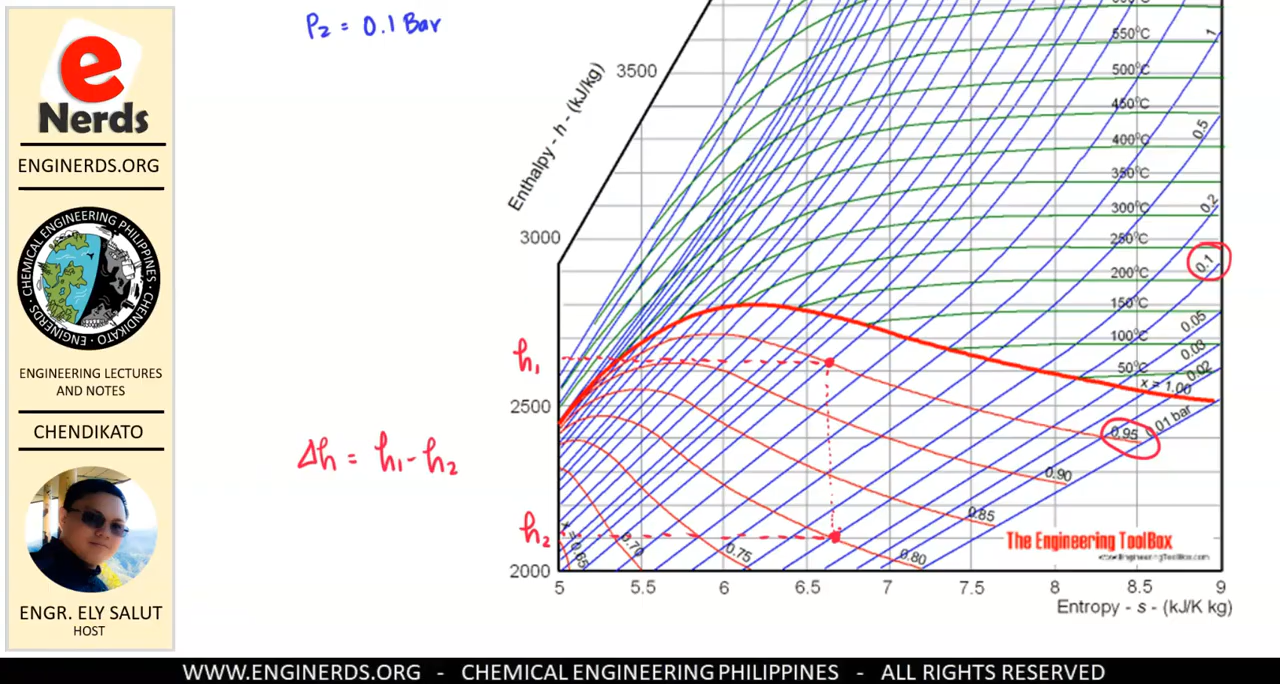 e
Nerds
ENGINERDS.ORG
CHEMICAL ENGINEERING PHILIPPINES · CHENDIKATO · ENGINERDS ·
ENGINEERING LECTURES
AND NOTES
CHENDIKATO
ENGR. ELY SALUT
HOST
P2 = 0.1 Bar
Δh = h1 - h2
Enthalpy - h - (kJ/kg)
3500
3000
2500
2000
h1
h2
550°C
500°C
450°C
400°C
350°C
300°C
250°C
200°C
150°C
100°C
50°C
1
0.5
0.2
0.1
0.05
0.03
0.02
x = 1.00
0.01 bar
0.95
0.90
0.85
0.80
0.75
0.70
x = 0.65
The Engineering ToolBox
www.EngineeringToolBox.com
5 5.5 6 6.5 7 7.5 8 8.5 9
Entropy - s - (kJ/K kg)
WWW.ENGINERDS.ORG - CHEMICAL ENGINEERING PHILIPPINES - ALL RIGHTS RESERVED